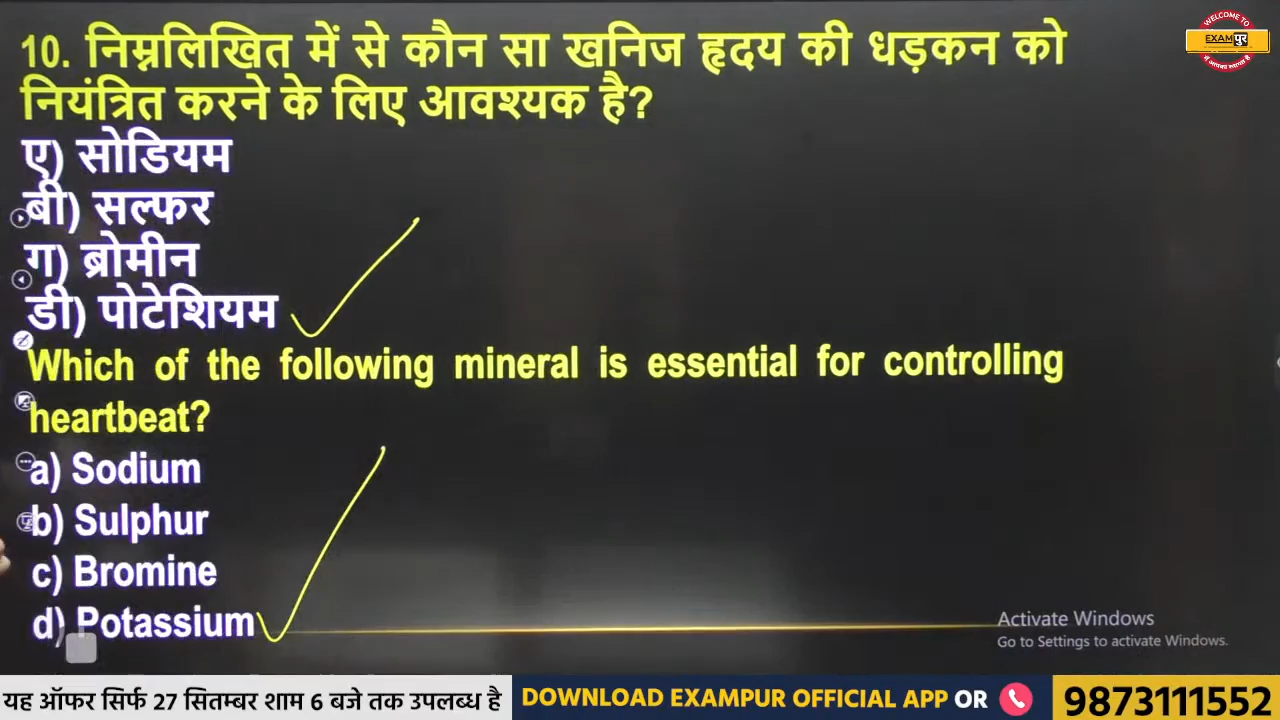 WELCOME TO
EXAMपुर
10. निम्नलिखित में से कौन सा खनिज हृदय की धड़कन को
नियंत्रित करने के लिए आवश्यक है?
ए) सोडियम
बी) सल्फर
ग) ब्रोमीन
डी) पोटेशियम
Which of the following mineral is essential for controlling
heartbeat?
a) Sodium
b) Sulphur
c) Bromine
d) Potassium
Activate Windows
Go to Settings to activate Windows.
यह ऑफर सिर्फ 27 सितम्बर शाम 6 बजे तक उपलब्ध है
DOWNLOAD EXAMPUR OFFICIAL APP OR
9873111552